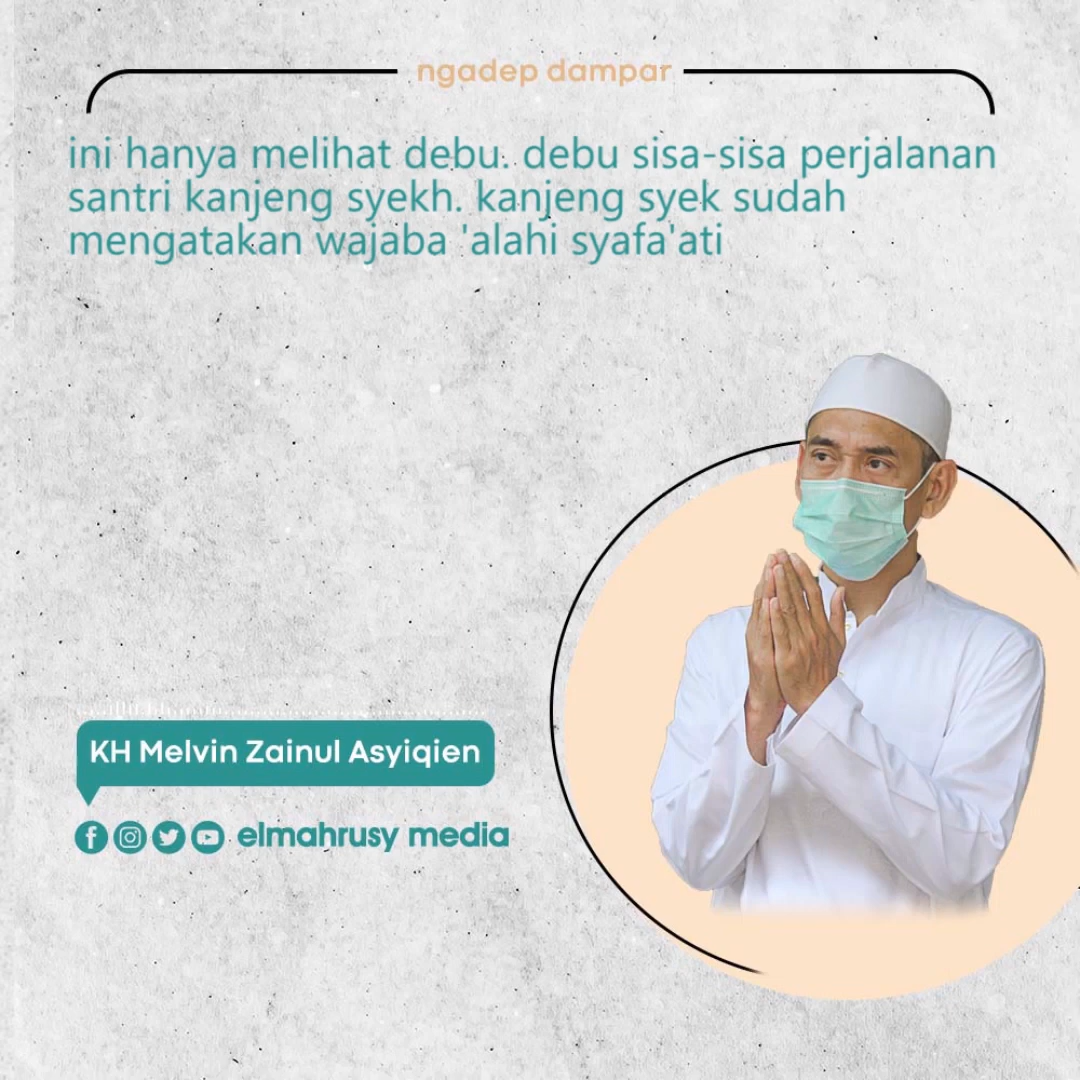 ngadep dampar
ini hanya melihat debu. debu sisa-sisa perjalanan
santri kanjeng syekh. kanjeng syek sudah
mengatakan wajaba 'alahi syafa'ati
KH Melvin Zainul Asyiqien
elmahrusy media